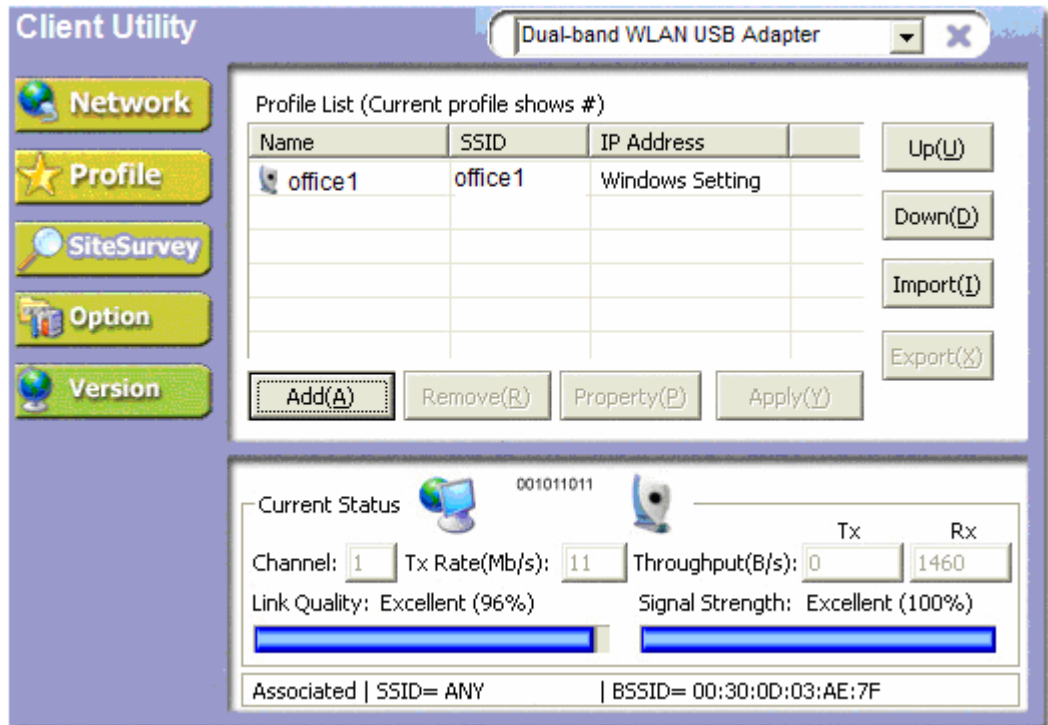 Client Utility
Dual-band WLAN USB Adapter
Network
Profile
SiteSurvey
Option
Version
Profile List (Current profile shows #)
Name SSID IP Address
office1 office1 Windows Setting
Up(U)
Down(D)
Import(I)
Export(X)
Add(A) Remove(R) Property(P) Apply(Y)
Current Status 001011011
Tx Rx
Channel: 1 Tx Rate(Mb/s): 11 Throughput(B/s): 0 1460
Link Quality: Excellent (96%) Signal Strength: Excellent (100%)
Associated | SSID= ANY | BSSID= 00:30:0D:03:AE:7F